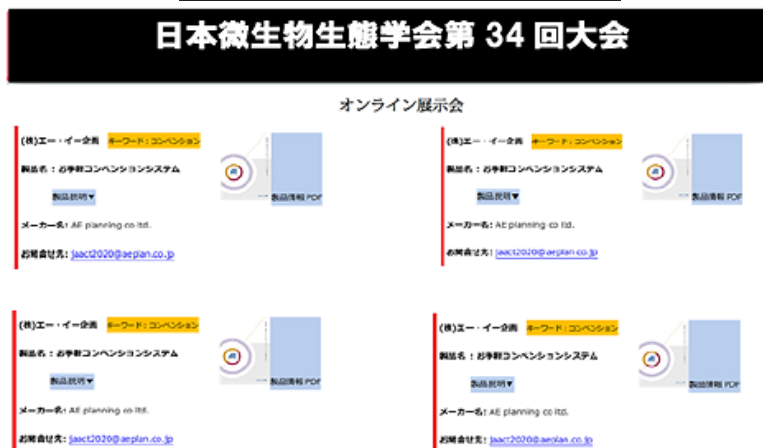 日本微生物生態学会第 34 回大会
オンライン展示会
(株)エー・イー企画 キーワード：コンベンション
製品名：お手軽コンベンションシステム
製品説明▼
製品情報 PDF
メーカー名: AE planning co ltd.
お問合せ先: jaact2020@aeplan.co.jp
(株)エー・イー企画 キーワード：コンベンション
製品名：お手軽コンベンションシステム
製品説明▼
製品情報 PDF
メーカー名: AE planning co ltd.
お問合せ先: jaact2020@aeplan.co.jp
(株)エー・イー企画 キーワード：コンベンション
製品名：お手軽コンベンションシステム
製品説明▼
製品情報 PDF
メーカー名: AE planning co ltd.
お問合せ先: jaact2020@aeplan.co.jp
(株)エー・イー企画 キーワード：コンベンション
製品名：お手軽コンベンションシステム
製品説明▼
製品情報 PDF
メーカー名: AE planning co ltd.
お問合せ先: jaact2020@aeplan.co.jp